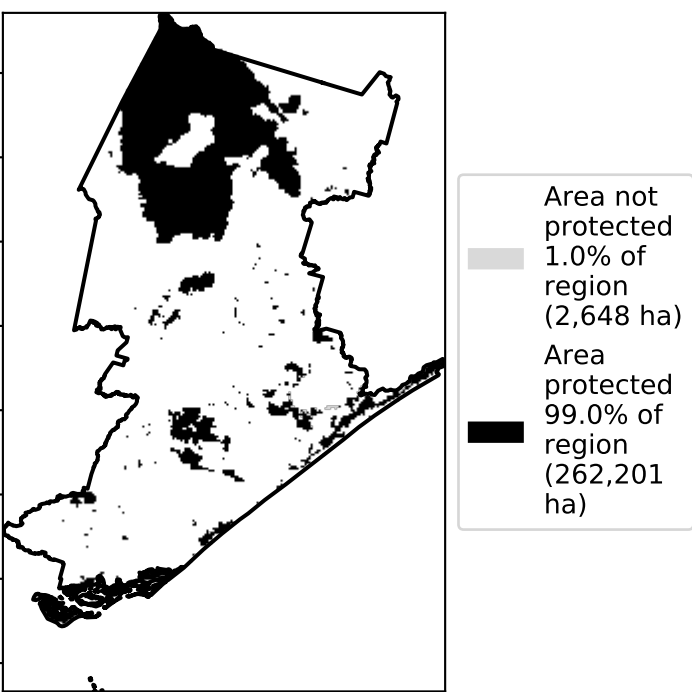 Area not
protected
1.0% of
region
(2,648 ha)
Area
protected
99.0% of
region
(262,201
ha)